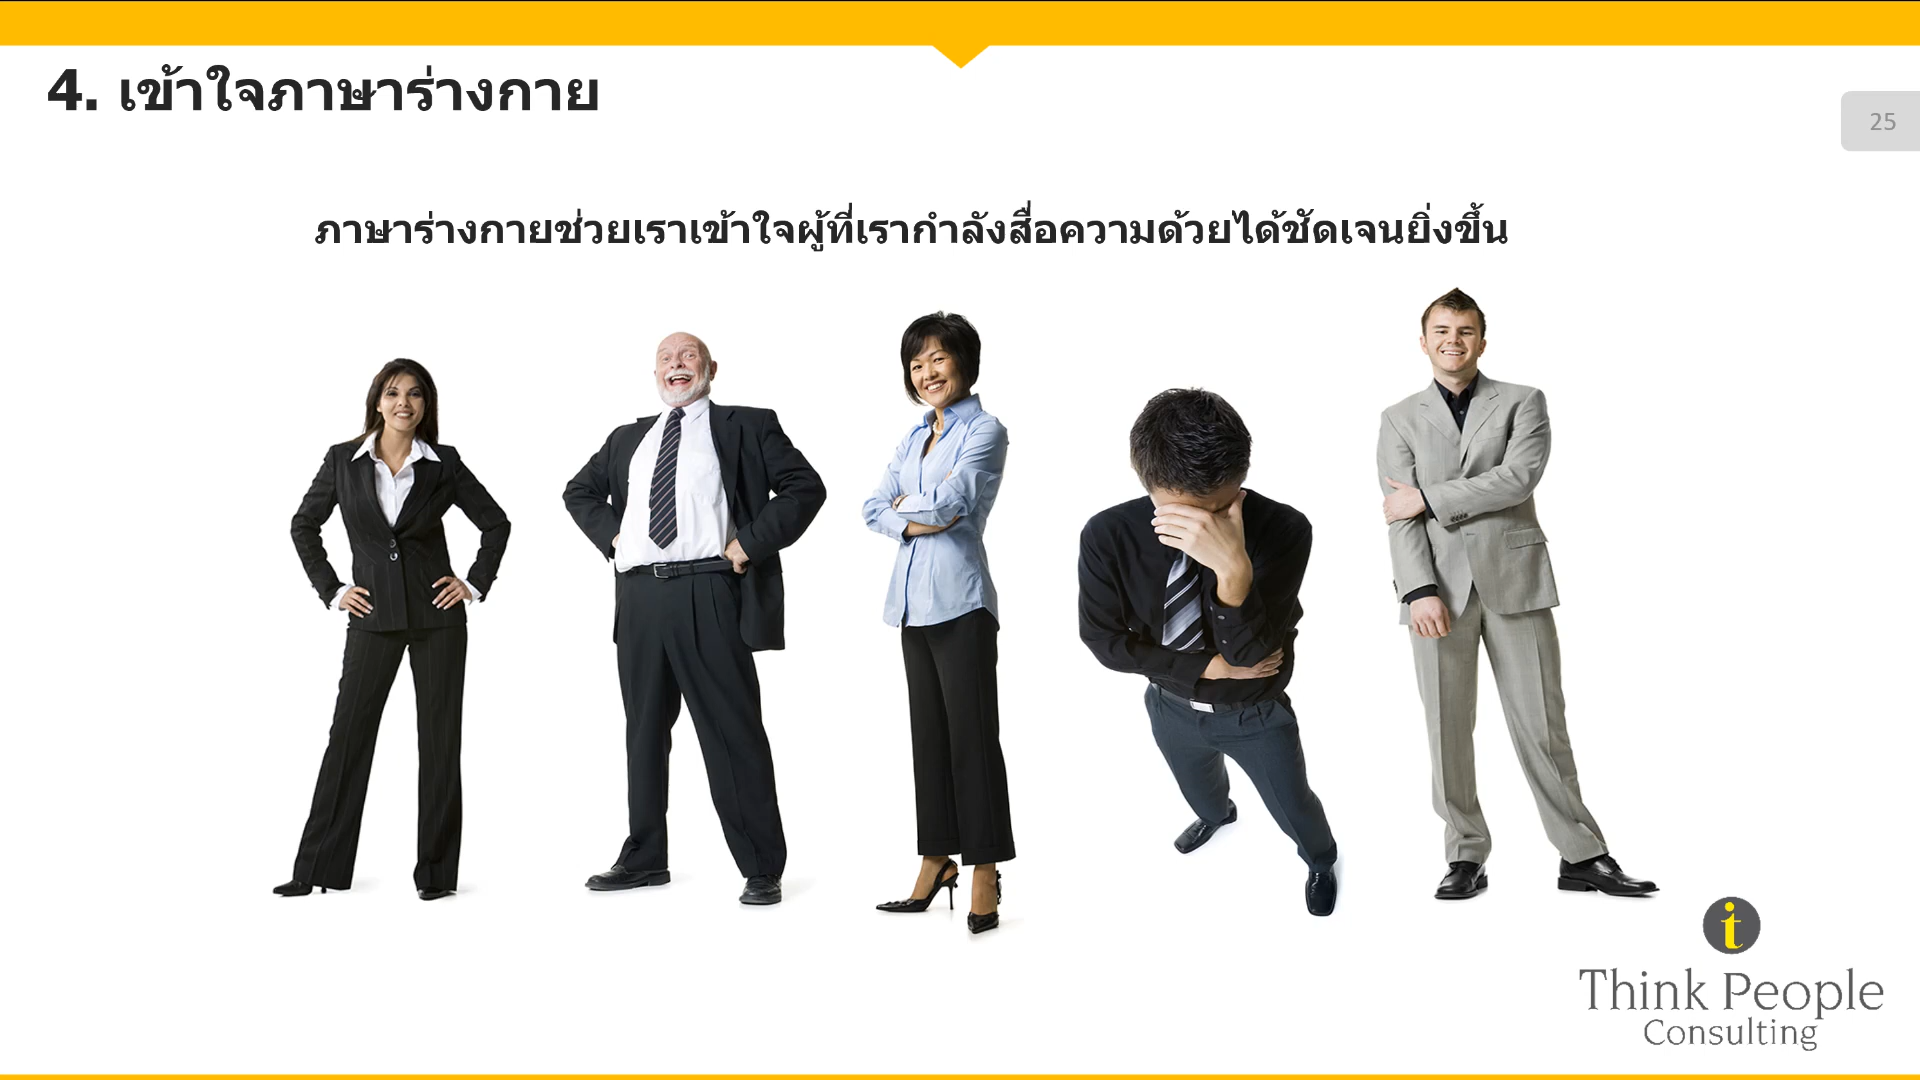 4. เข้าใจภาษาร่างกาย
25
ภาษาร่างกายช่วยเราเข้าใจผู้ที่เรากำลังสื่อความด้วยได้ชัดเจนยิ่งขึ้น
Think People
Consulting